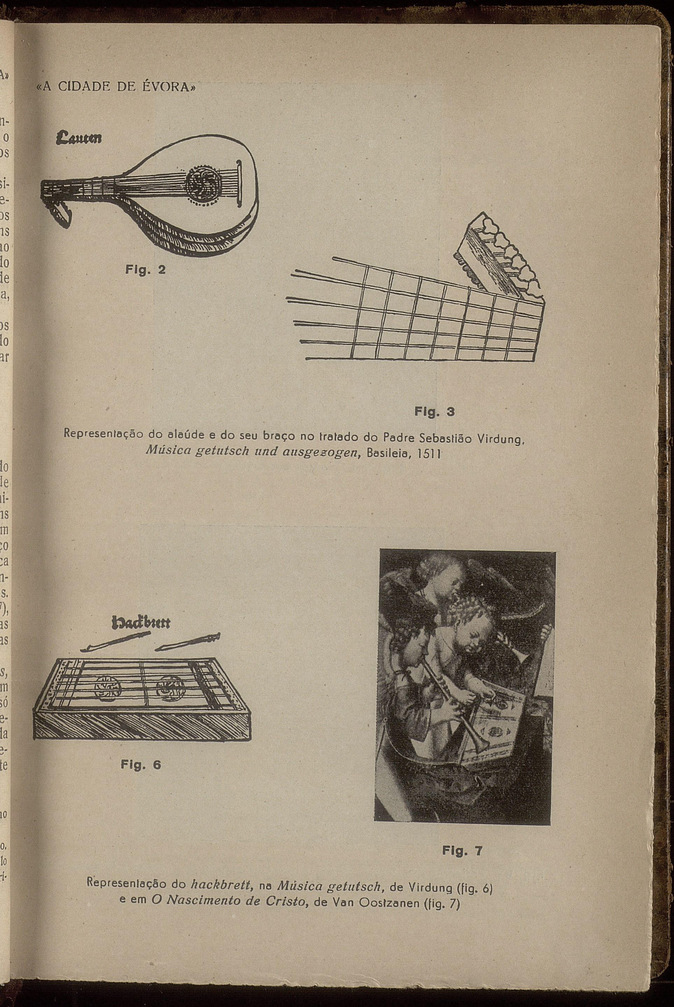 «A CIDADE DE ÉVORA»
Lauten
Fig. 2
Fig. 3
Representação do alaúde e do seu braço no tratado do Padre Sebastião Virdung,
Música getutsch und ausgezogen, Basileia, 1511
Hackbrett
Fig. 6
Fig. 7
Representação do hackbrett, na Música getutsch, de Virdung (fig. 6)
e em O Nascimento de Cristo, de Van Oostzanen (fig. 7)